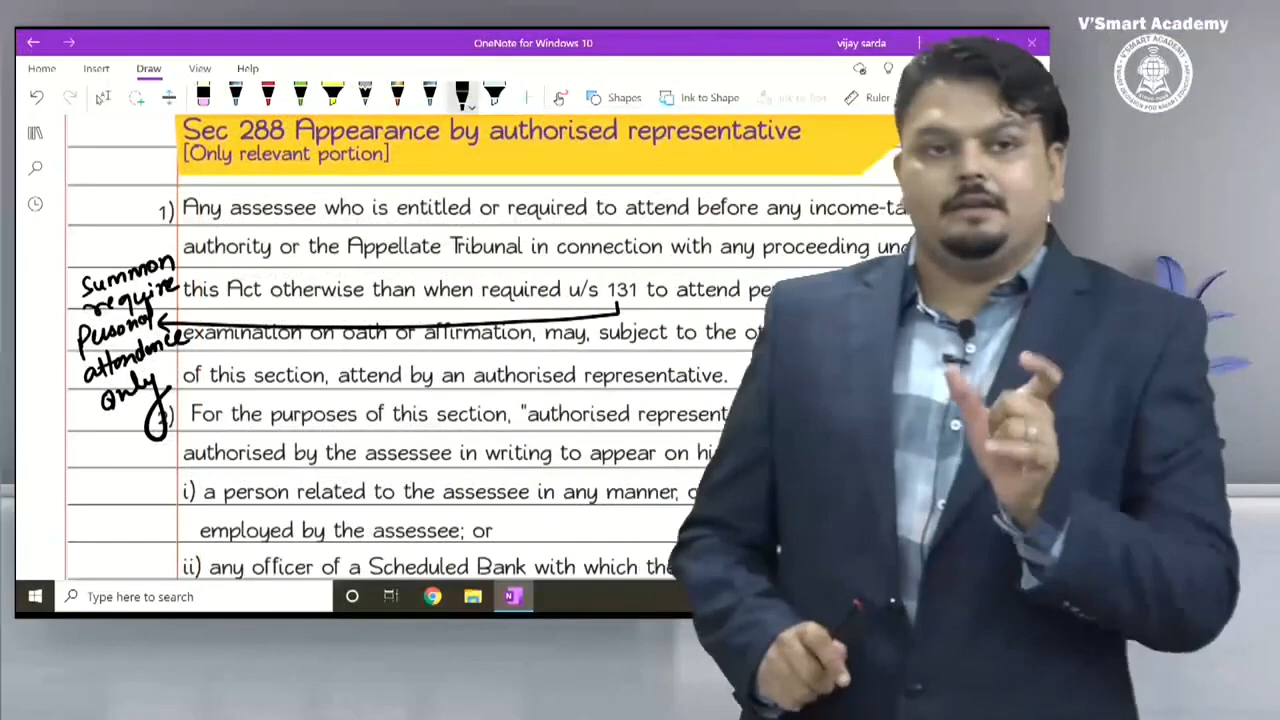 V'Smart Academy
OneNote for Windows 10
vijay sarda
Home Insert Draw View Help
Shapes Ink to Shape Ink to Text Ruler
Sec 288 Appearance by authorised representative
[Only relevant portion]
1) Any assessee who is entitled or required to attend before any income-ta
authority or the Appellate Tribunal in connection with any proceeding und
this Act otherwise than when required u/s 131 to attend pe
examination on oath or affirmation, may, subject to the ot
of this section, attend by an authorised representative.
Summon
require
Personal
attendance
only
For the purposes of this section, "authorised represent
authorised by the assessee in writing to appear on hi
i) a person related to the assessee in any manner, o
employed by the assessee; or
ii) any officer of a Scheduled Bank with which the
Type here to search